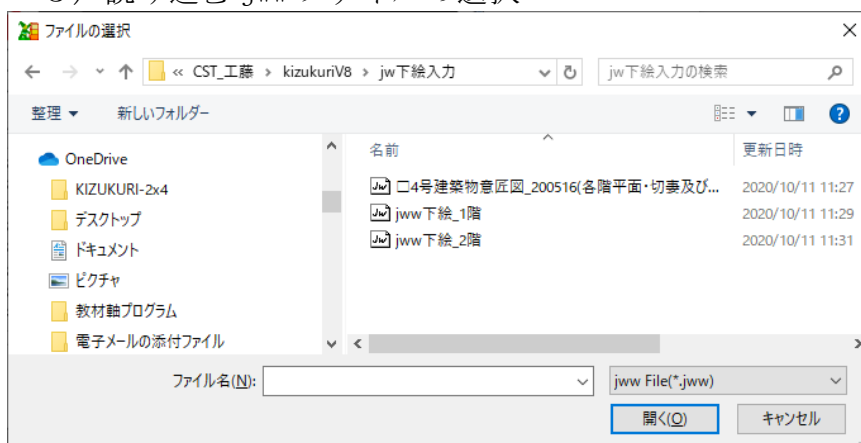 ファイルの選択
« CST_工藤 › kizukuriV8 › jw下絵入力
jw下絵入力の検索
整理
新しいフォルダー
OneDrive
KIZUKURI-2x4
デスクトップ
ドキュメント
ピクチャ
教材軸プログラム
電子メールの添付ファイル
名前 更新日時
□4号建築物意匠図_200516(各階平面・切妻及び... 2020/10/11 11:27
jww下絵_1階 2020/10/11 11:29
jww下絵_2階 2020/10/11 11:31
ファイル名(N):
jww File(*.jww)
開く(O) キャンセル